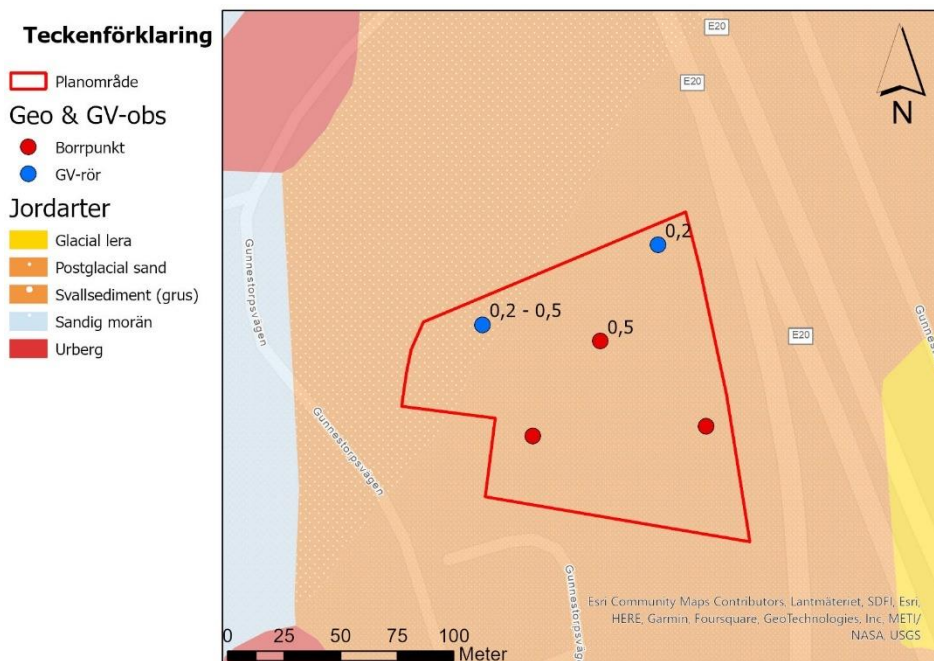 Teckenförklaring
Planområde
Geo & GV-obs
Borrpunkt
GV-rör
Jordarter
Glacial lera
Postglacial sand
Svallsediment (grus)
Sandig morän
Urberg
E20
E20
N
0,2
0,2 - 0,5
0,5
E20
Gunnestorpsvägen
Gunnestorpsvägen
Gunnestorpsvägen
Esri Community Maps Contributors, Lantmäteriet, SDFI, Esri,
HERE, Garmin, Foursquare, GeoTechnologies, Inc, METI/
NASA, USGS
0 25 50 75 100
Meter